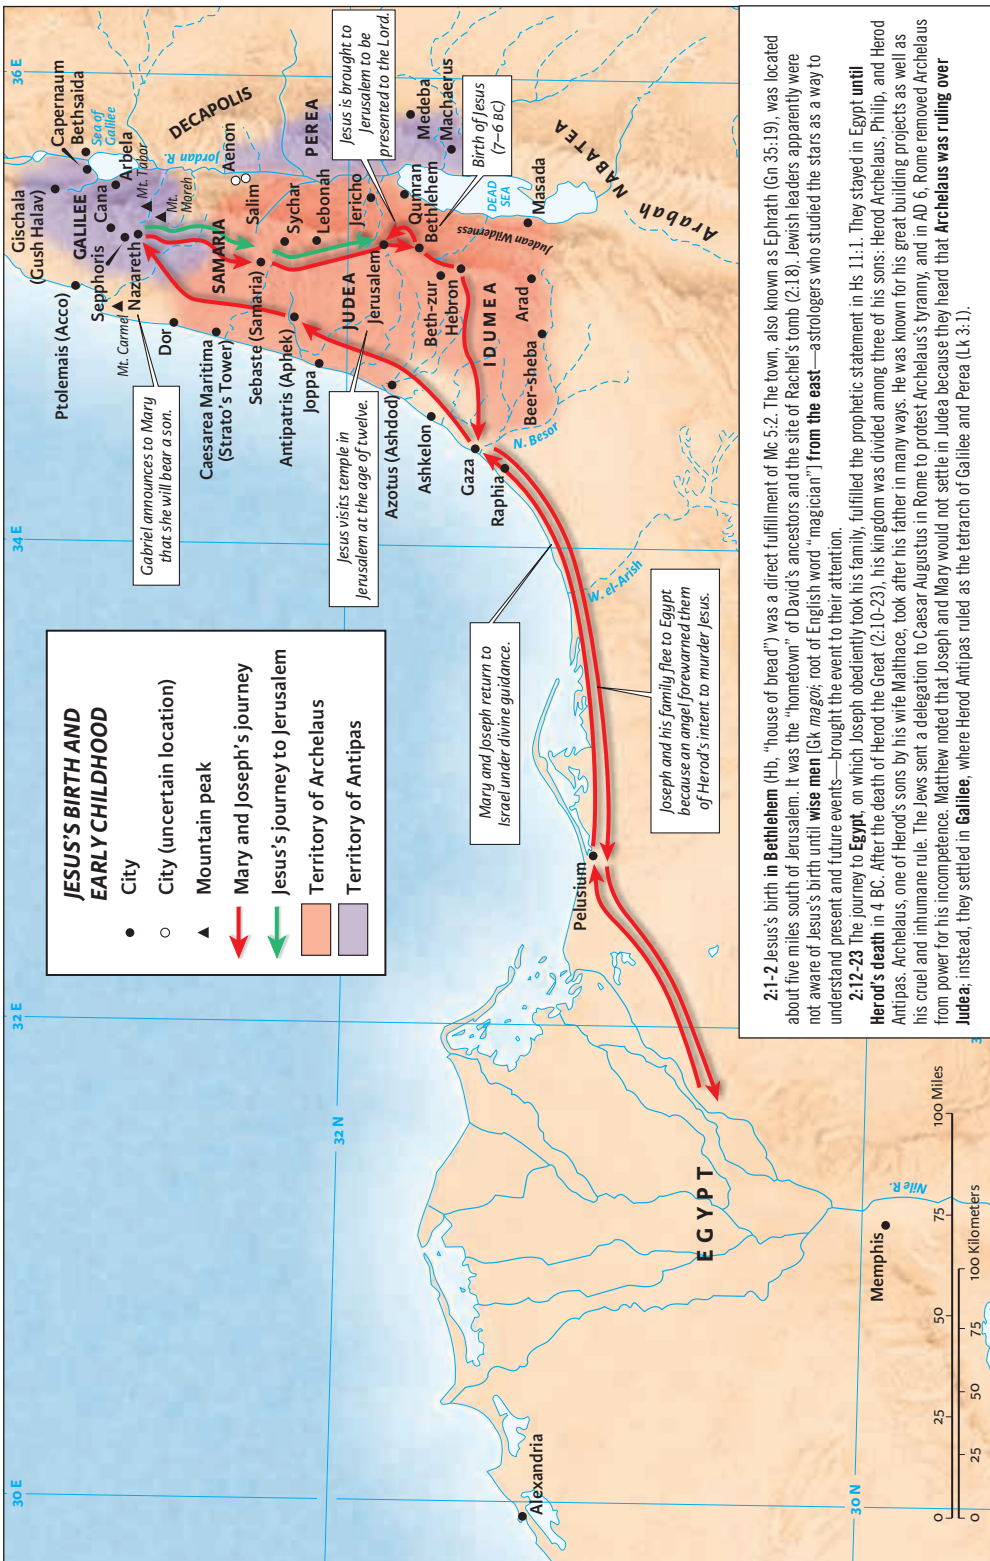 JESUS'S BIRTH AND
EARLY CHILDHOOD
City
City (uncertain location)
Mountain peak
Mary and Joseph's journey
Jesus's journey to Jerusalem
Territory of Archelaus
Territory of Antipas
30 E
32 E
34 E
36 E
32 N
30 N
Gischala
(Gush Halav)
Capernaum
Bethsaida
Sea of
Galilee
Ptolemais (Acco)
GALILEE
Cana
Arbela
Sepphoris
Mt. Tabor
Mt. Carmel
Nazareth
Mt.
Moreh
DECAPOLIS
Jordan R.
Gabriel announces to Mary
that she will bear a son.
Dor
Caesarea Maritima
(Strato's Tower)
SAMARIA
Aenon
Salim
Sebaste (Samaria)
Sychar
Lebonah
PEREA
Antipatris (Aphek)
Joppa
Jesus visits temple in
Jerusalem at the age of twelve.
JUDEA
Jerusalem
Jericho
Jesus is brought to
Jerusalem to be
presented to the Lord.
Azotus (Ashdod)
Ashkelon
Beth-zur
Bethlehem
Qumran
Medeba
Machaerus
Birth of Jesus
(7–6 BC)
Hebron
Gaza
Raphia
IDUMEA
Judean Wilderness
DEAD
SEA
Masada
Arad
Beer-sheba
N. Besor
NABATEA
Arabah
W. el-Arish
Mary and Joseph return to
Israel under divine guidance.
Joseph and his family flee to Egypt
because an angel forewarned them
of Herod's intent to murder Jesus.
Pelusium
EGYPT
Alexandria
Memphis
Nile R.
0 25 50 75 100 Miles
0 25 50 75 100 Kilometers
2:1-2 Jesus's birth in Bethlehem (Hb, "house of bread") was a direct fulfillment of Mc 5:2. The town, also known as Ephrath (Gn 35:19), was located
about five miles south of Jerusalem. It was the "hometown" of David's ancestors and the site of Rachel's tomb (2:18). Jewish leaders apparently were
not aware of Jesus's birth until wise men [Gk magoi; root of English word "magician"] from the east—astrologers who studied the stars as a way to
understand present and future events—brought the event to their attention.
2:12-23 The journey to Egypt, on which Joseph obediently took his family, fulfilled the prophetic statement in Hs 11:1. They stayed in Egypt until
Herod's death in 4 BC. After the death of Herod the Great (2:10-23), his kingdom was divided among three of his sons: Herod Archelaus, Philip, and Herod
Antipas. Archelaus, one of Herod's sons by his wife Malthace, took after his father in many ways. He was known for his great building projects as well as
his cruel and inhumane rule. The Jews sent a delegation to Caesar Augustus in Rome to protest Archelaus's tyranny, and in AD 6, Rome removed Archelaus
from power for his incompetence. Matthew noted that Joseph and Mary would not settle in Judea because they heard that Archelaus was ruling over
Judea; instead, they settled in Galilee, where Herod Antipas ruled as the tetrarch of Galilee and Perea (Lk 3:1).